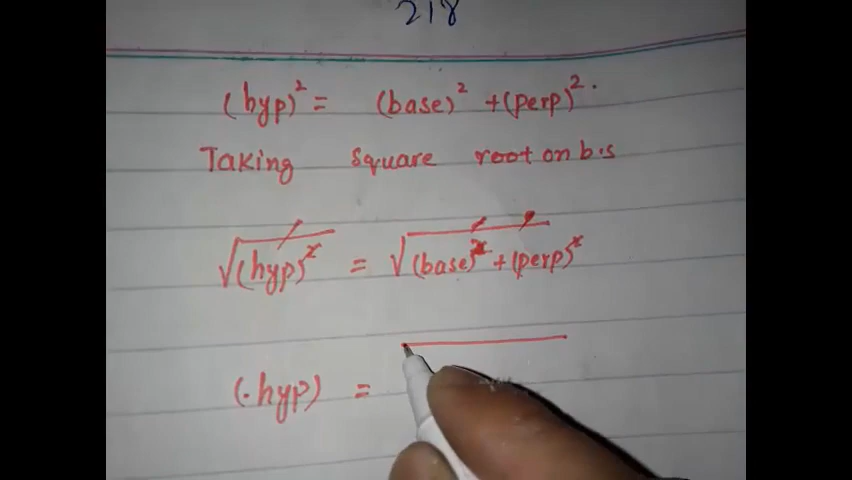 218
(hyp)² = (base)² + (perp)².
Taking square root on b.s
√(hyp)² = √(base)² + (perp)²
(.hyp) =